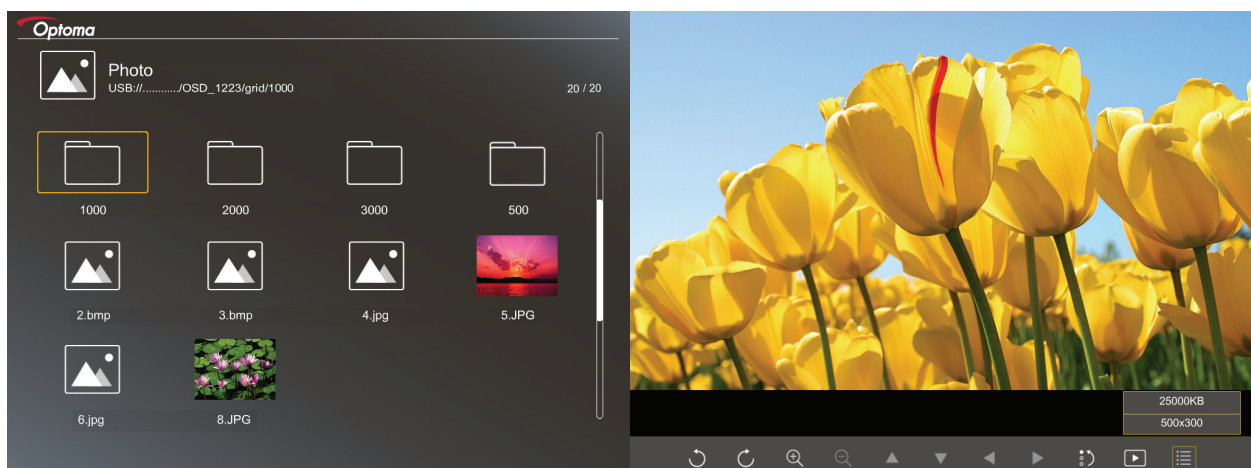 Optoma
Photo
USB://.........../OSD_1223/grid/1000
20 / 20
1000
2000
3000
500
2.bmp
3.bmp
4.jpg
5.JPG
6.jpg
8.JPG
25000KB
500x300